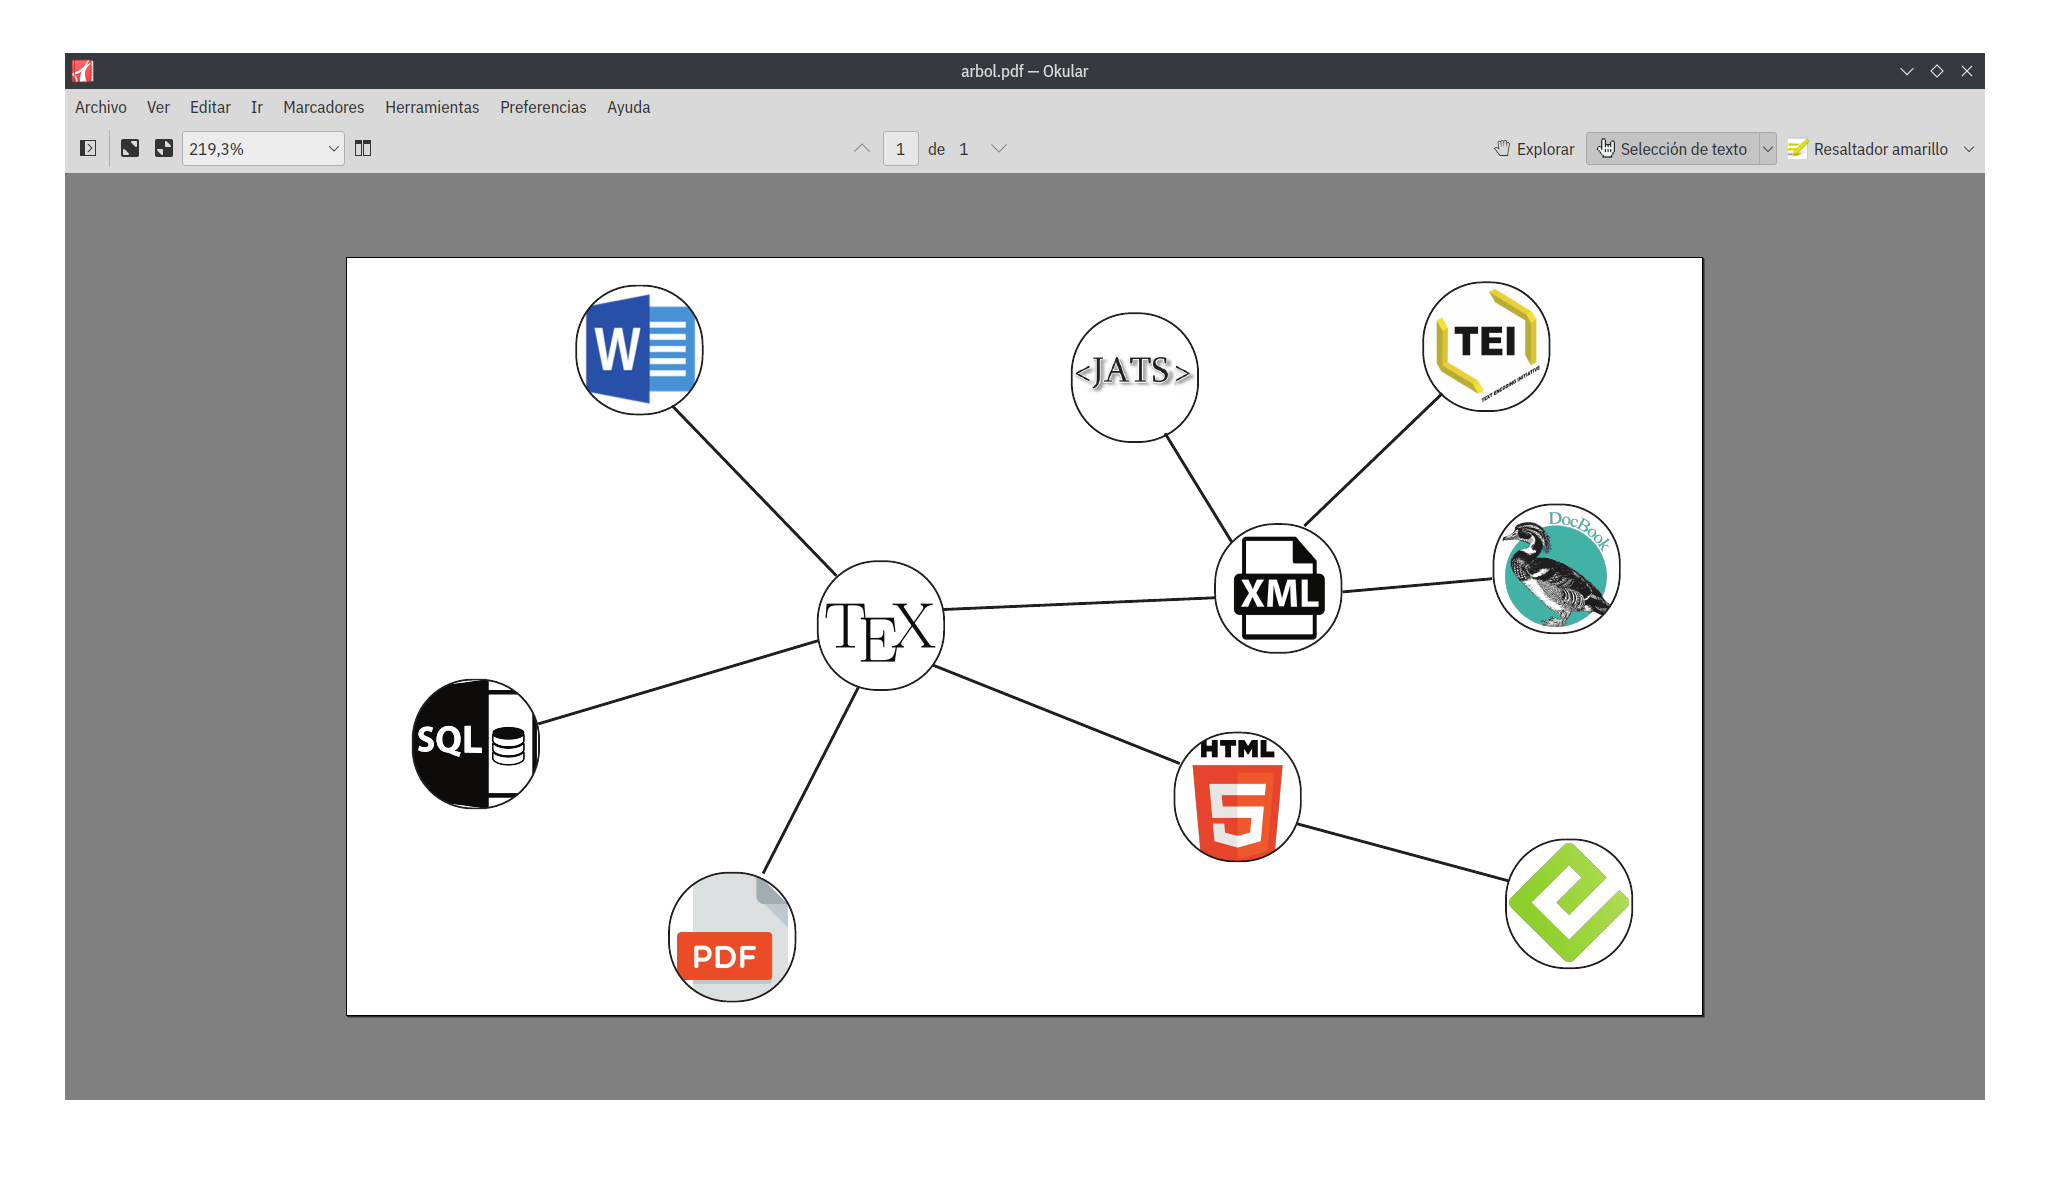 arbol.pdf — Okular
Archivo Ver Editar Ir Marcadores Herramientas Preferencias Ayuda
219,3% 1 de 1 Explorar Selección de texto Resaltador amarillo
W
<JATS>
TEI
TEXT ENCODING INITIATIVE
DocBook
XML
TEX
SQL
HTML
5
PDF
e